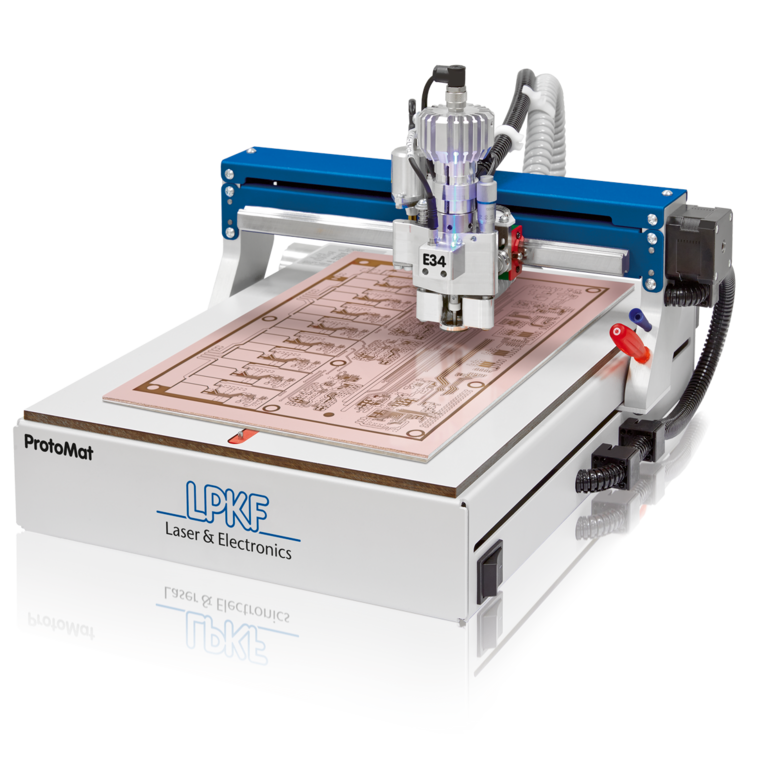 E34
ProtoMat
LPKF
Laser & Electronics